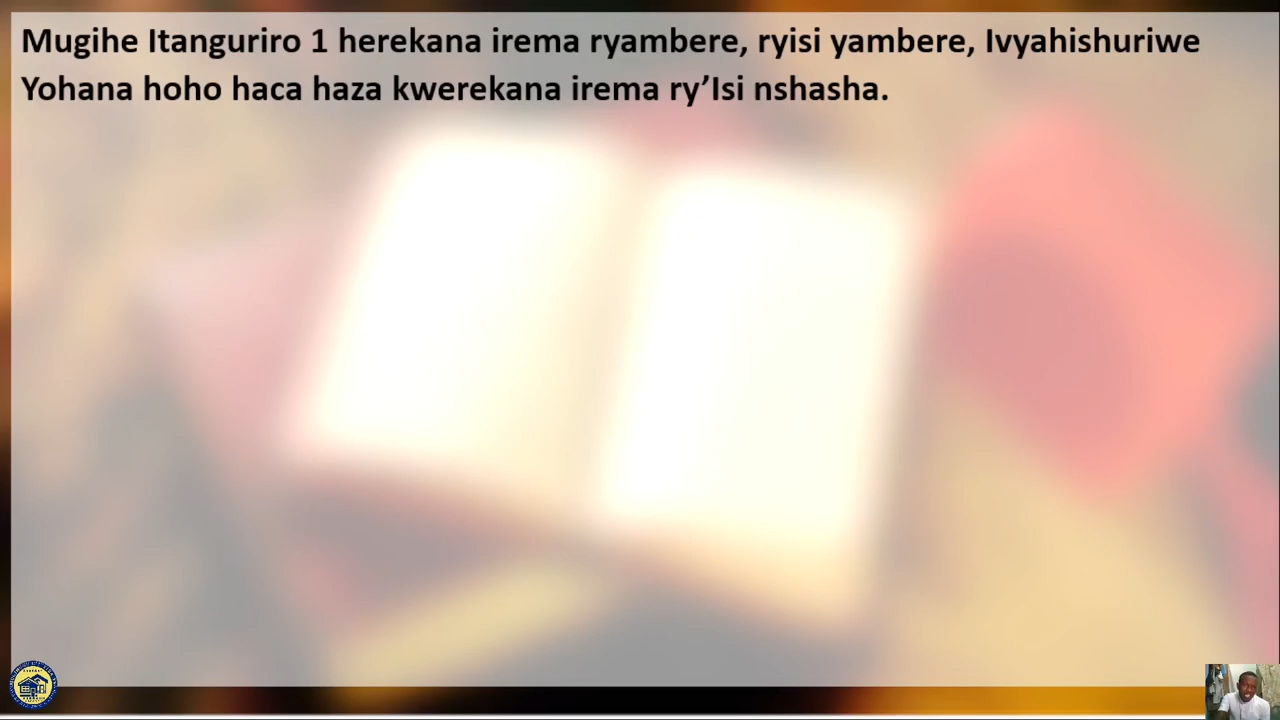 Mugihe Itanguriro 1 herekana irema ryambere, ryisi yambere, Ivyahishuriwe
Yohana hoho haca haza kwerekana irema ry’Isi nshasha.